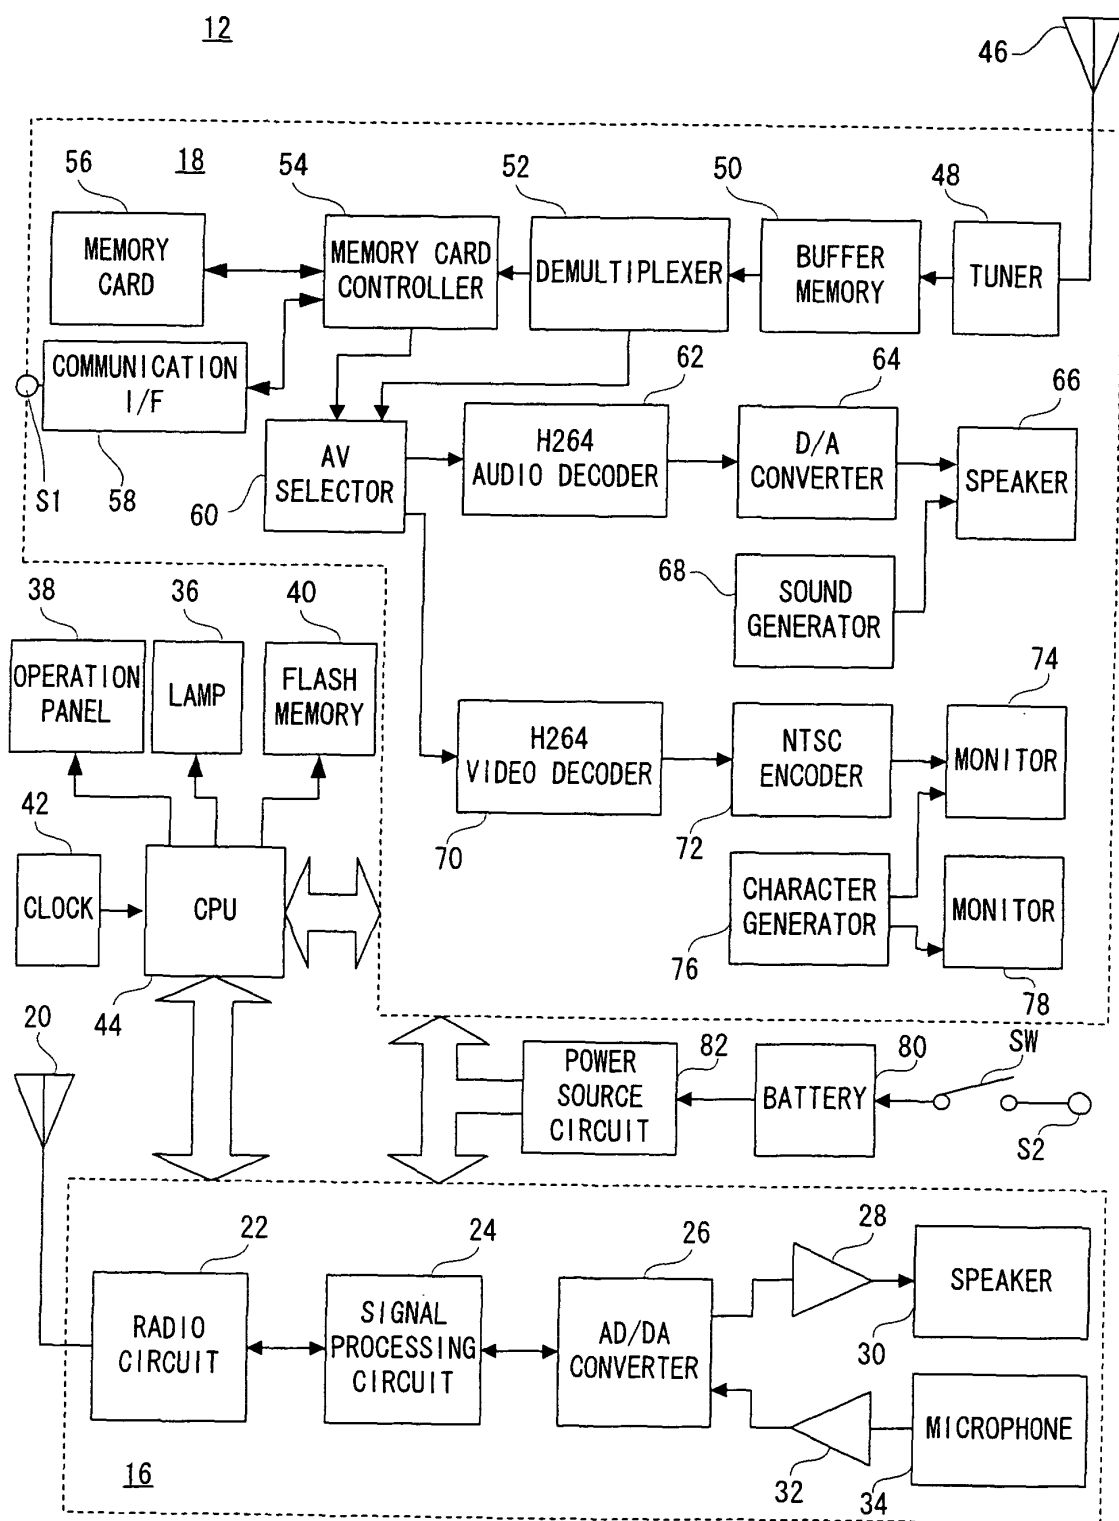 12
46
18
56
54
52
50
48
MEMORY
CARD
MEMORY CARD
CONTROLLER
DEMULTIPLEXER
BUFFER
MEMORY
TUNER
COMMUNICATION
I/F
S1
58
62
64
66
AV
SELECTOR
60
H264
AUDIO DECODER
D/A
CONVERTER
SPEAKER
68
SOUND
GENERATOR
38
36
40
OPERATION
PANEL
LAMP
FLASH
MEMORY
74
H264
VIDEO DECODER
70
NTSC
ENCODER
72
MONITOR
42
CLOCK
CPU
44
CHARACTER
GENERATOR
76
MONITOR
78
20
POWER
SOURCE
CIRCUIT
82
BATTERY
80
SW
S2
22
24
26
28
RADIO
CIRCUIT
SIGNAL
PROCESSING
CIRCUIT
AD/DA
CONVERTER
SPEAKER
30
MICROPHONE
32
34
16